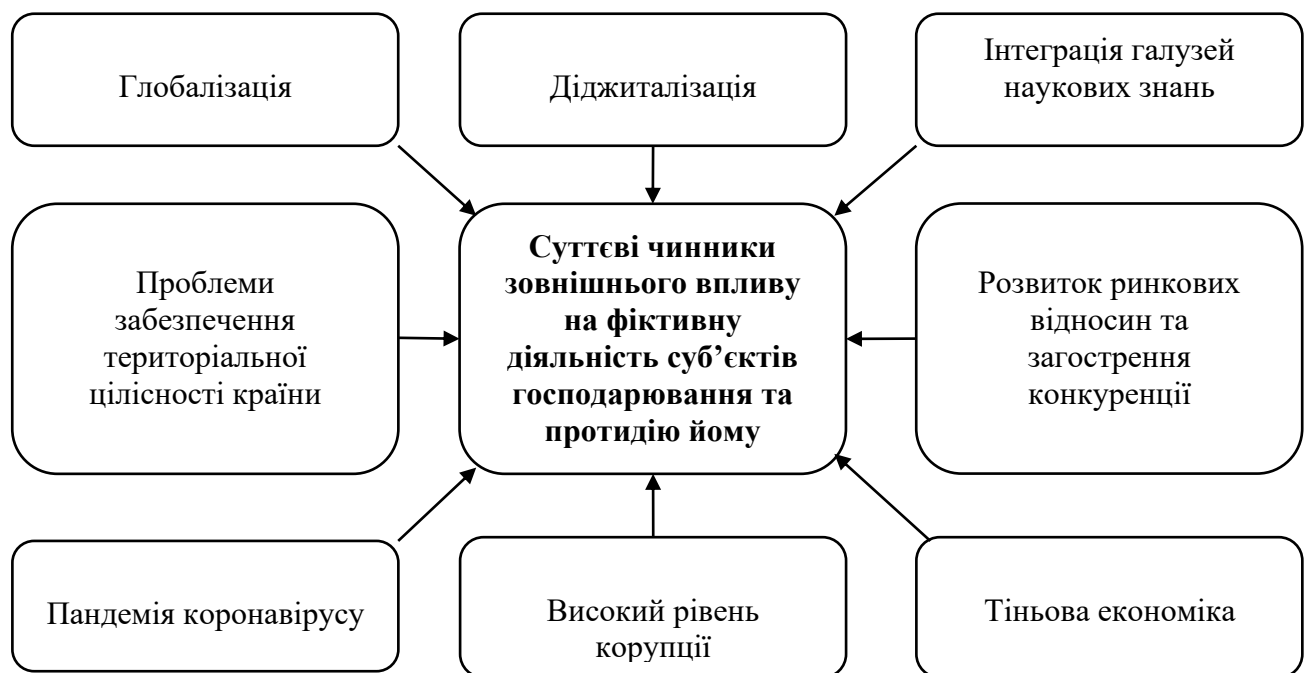 Глобалізація
Діджиталізація
Інтеграція галузей
наукових знань
Проблеми
забезпечення
територіальної
цілісності країни
Суттєві чинники
зовнішнього впливу
на фіктивну
діяльність суб’єктів
господарювання та
протидію йому
Розвиток ринкових
відносин та
загострення
конкуренції
Пандемія коронавірусу
Високий рівень
корупції
Тіньова економіка